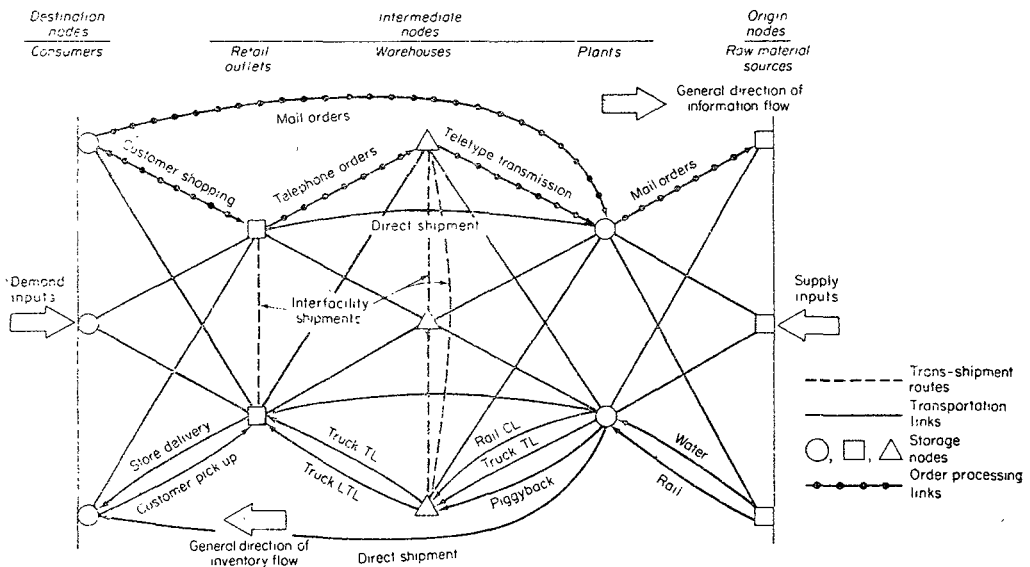 Destination
nodes
Consumers
Intermediate
nodes
Retail
outlets
Warehouses
Plants
Origin
nodes
Raw material
sources
General direction of
information flow
Mail orders
Customer shopping
Telephone orders
Teletype transmission
Mail orders
Direct shipment
Demand
inputs
Interfacility
shipments
Supply
inputs
Trans-shipment
routes
Transportation
links
Storage
nodes
Order processing
links
Store delivery
Customer pick up
Truck TL
Truck LTL
Rail CL
Truck TL
Piggyback
Water
Rail
General direction of
inventory flow
Direct shipment